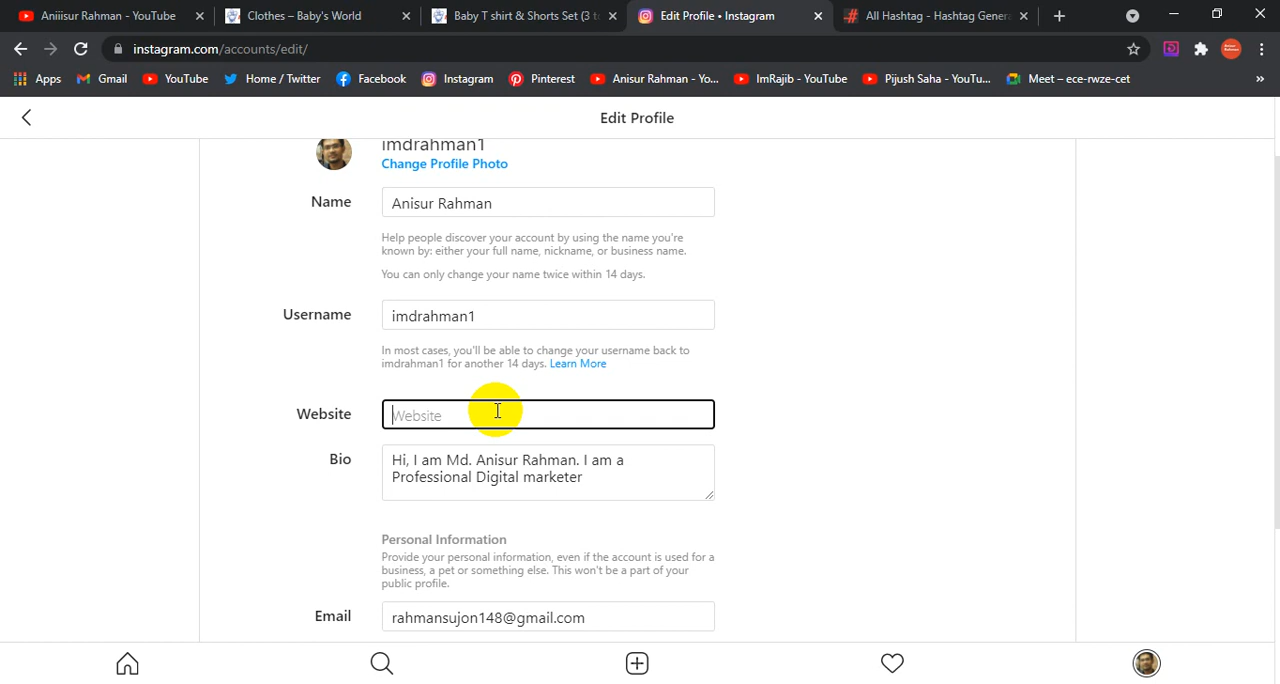 Aniiisur Rahman - YouTube
Clothes – Baby's World
Baby T shirt & Shorts Set (3 t
Edit Profile • Instagram
All Hashtag - Hashtag Genera
instagram.com/accounts/edit/
Apps
Gmail
YouTube
Home / Twitter
Facebook
Instagram
Pinterest
Anisur Rahman - Yo...
ImRajib - YouTube
Pijush Saha - YouTu...
Meet – ece-rwze-cet
»
Edit Profile
imdrahman1
Change Profile Photo
Name
Anisur Rahman
Help people discover your account by using the name you're
known by: either your full name, nickname, or business name.
You can only change your name twice within 14 days.
Username
imdrahman1
In most cases, you'll be able to change your username back to
imdrahman1 for another 14 days. Learn More
Website
Website
Bio
Hi, I am Md. Anisur Rahman. I am a
Professional Digital marketer
Personal Information
Provide your personal information, even if the account is used for a
business, a pet or something else. This won't be a part of your
public profile.
Email
rahmansujon148@gmail.com